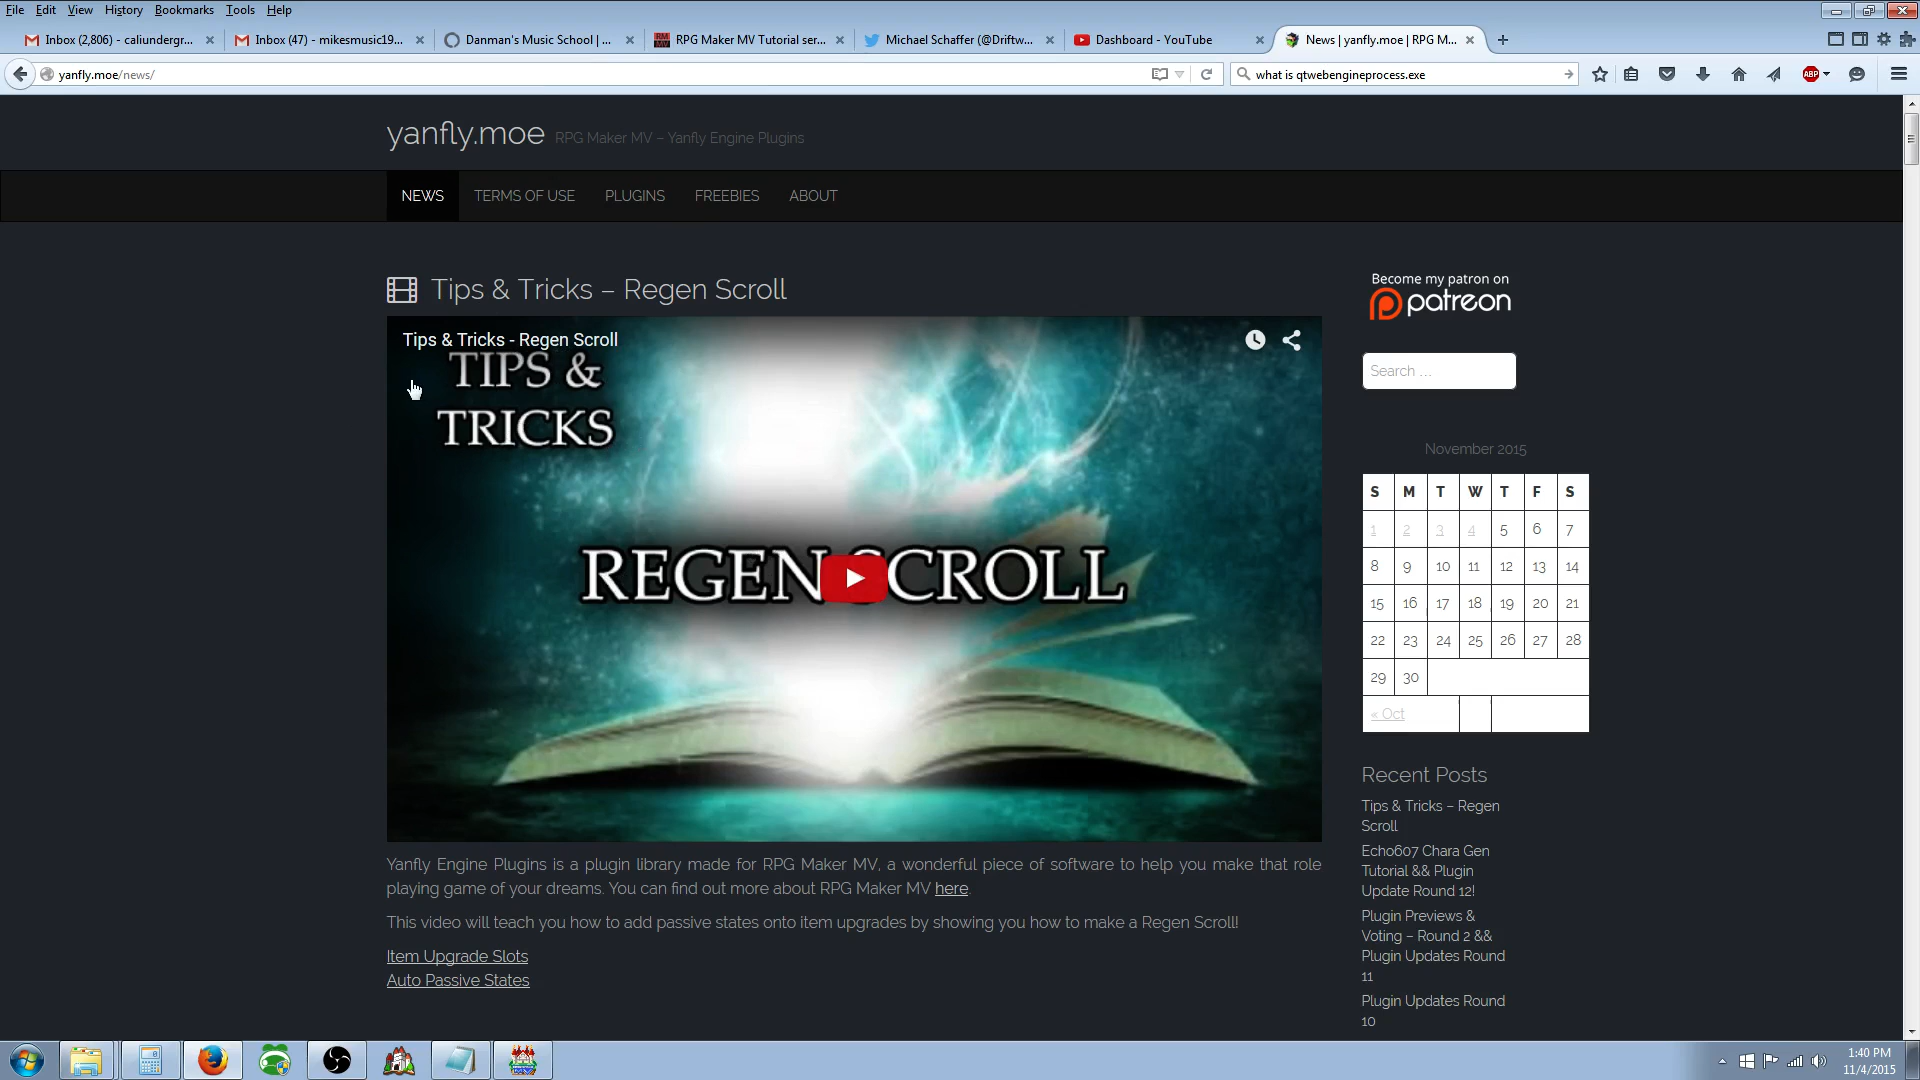 File Edit View History Bookmarks Tools Help
Inbox (2,806) - caliundergr...
Inbox (47) - mikesmusic19...
Danman's Music School | ...
RPG Maker MV Tutorial ser...
Michael Schaffer (@Driftw...
Dashboard - YouTube
News | yanfly.moe | RPG M...
yanfly.moe/news/
what is qtwebengineprocess.exe
ABP
yanfly.moe RPG Maker MV – Yanfly Engine Plugins
NEWS TERMS OF USE PLUGINS FREEBIES ABOUT
Tips & Tricks – Regen Scroll
Tips & Tricks - Regen Scroll
TIPS &
TRICKS
REGEN SCROLL
Yanfly Engine Plugins is a plugin library made for RPG Maker MV, a wonderful piece of software to help you make that role
playing game of your dreams. You can find out more about RPG Maker MV here.
This video will teach you how to add passive states onto item upgrades by showing you how to make a Regen Scroll!
Item Upgrade Slots
Auto Passive States
Become my patron on
patreon
Search ...
November 2015
S M T W T F S
1 2 3 4 5 6 7
8 9 10 11 12 13 14
15 16 17 18 19 20 21
22 23 24 25 26 27 28
29 30
« Oct
Recent Posts
Tips & Tricks – Regen
Scroll
Echo607 Chara Gen
Tutorial && Plugin
Update Round 12!
Plugin Previews &
Voting – Round 2 &&
Plugin Updates Round
11
Plugin Updates Round
10
1:40 PM
11/4/2015